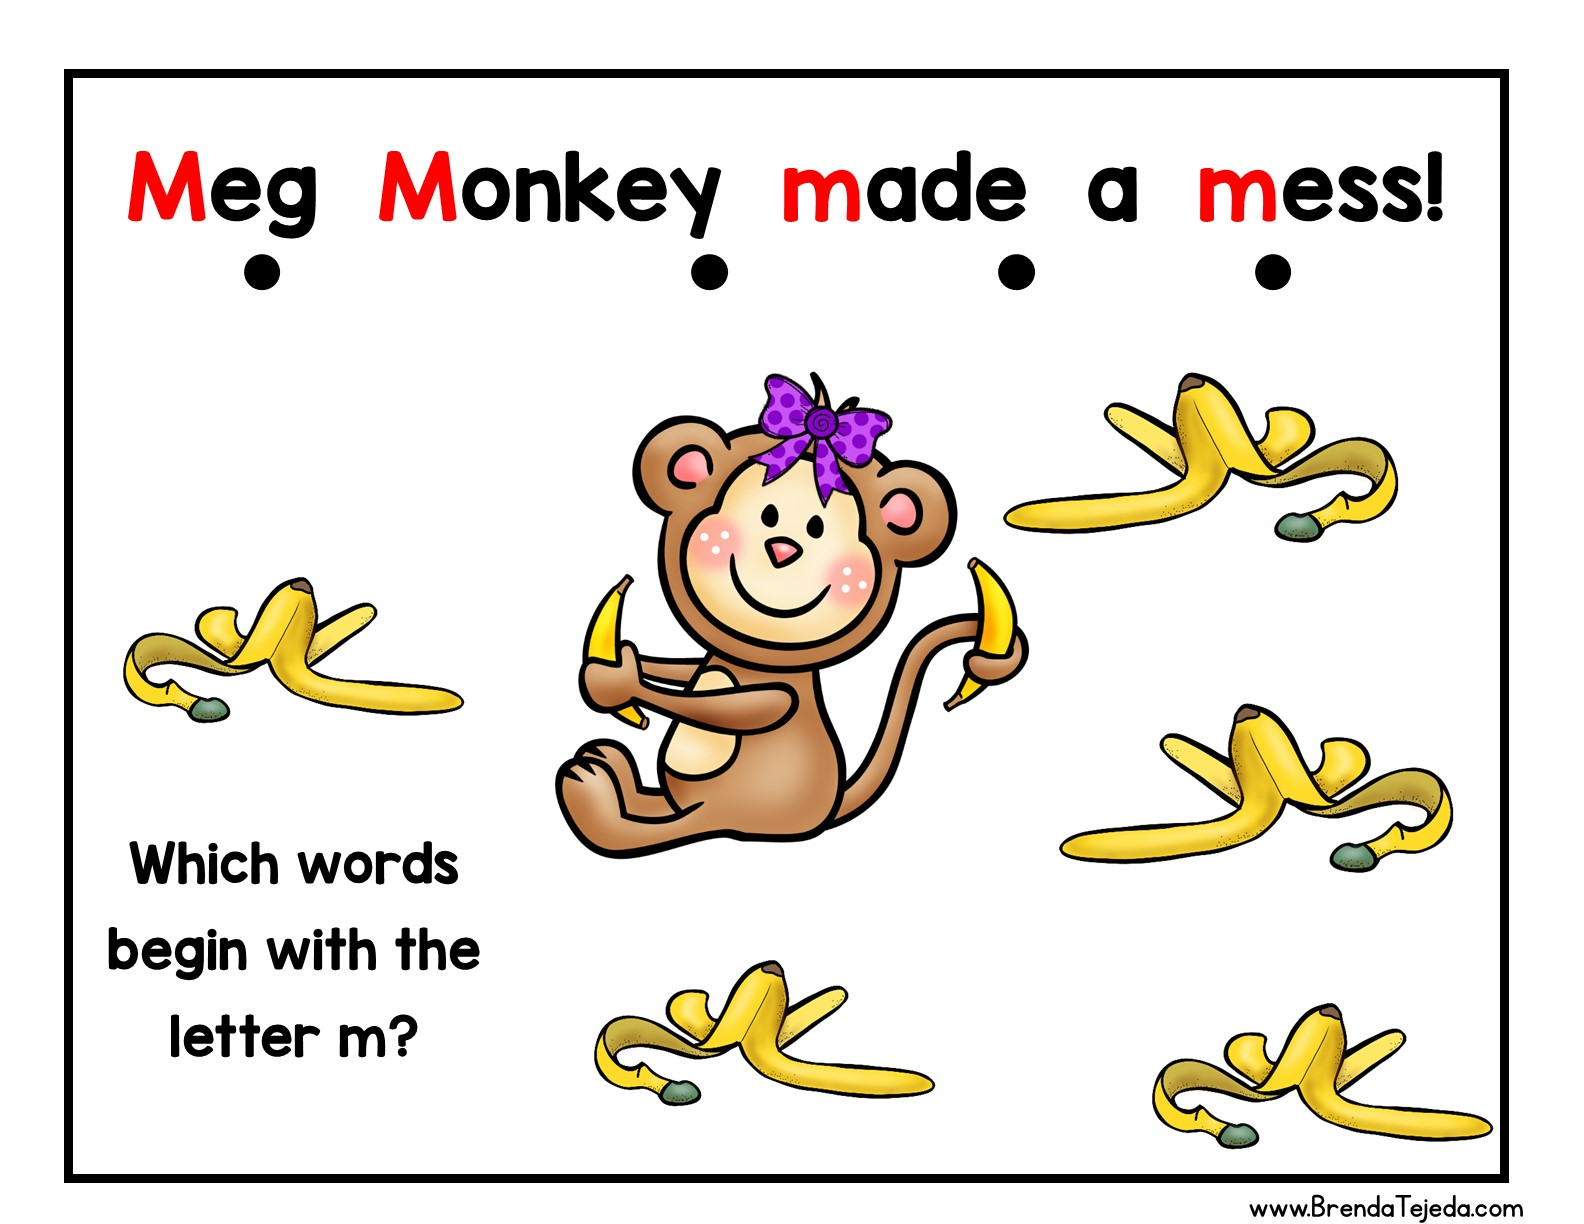 Meg Monkey made a mess!
Which words
begin with the
letter m?
www.BrendaTejeda.com